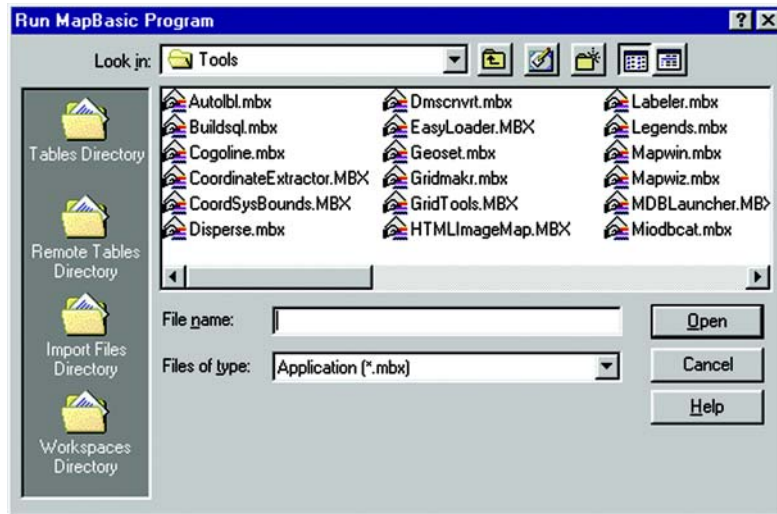 Run MapBasic Program
Look in: Tools
Tables Directory
Remote Tables
Directory
Import Files
Directory
Workspaces
Directory
Autolbl.mbx
Buildsql.mbx
Cogoline.mbx
CoordinateExtractor.MBX
CoordSysBounds.MBX
Disperse.mbx
Dmscnvrt.mbx
EasyLoader.MBX
Geoset.mbx
Gridmakr.mbx
GridTools.MBX
HTMLImageMap.MBX
Labeler.mbx
Legends.mbx
Mapwin.mbx
Mapwiz.mbx
MDBLauncher.MB
Miodbcat.mbx
File name:
Open
Files of type: Application (*.mbx)
Cancel
Help